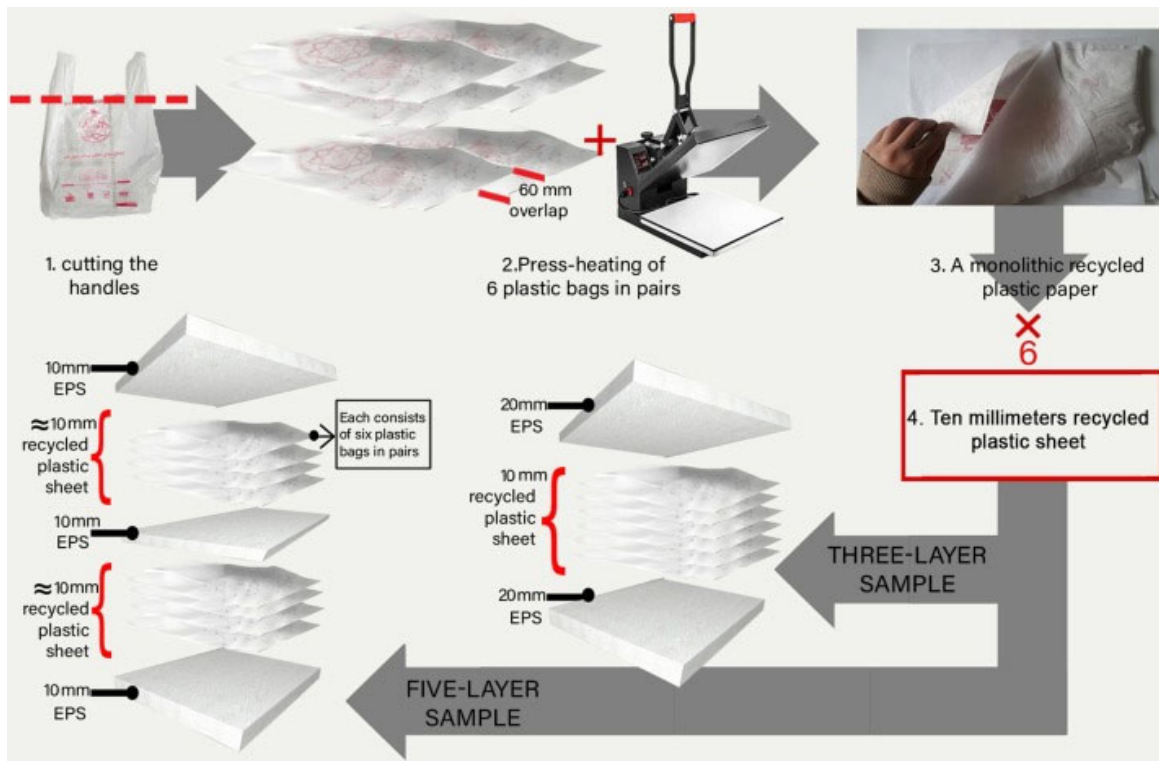 1. cutting the
handles
60 mm
overlap
+
2.Press-heating of
6 plastic bags in pairs
3. A monolithic recycled
plastic paper
×
6
4. Ten millimeters recycled
plastic sheet
10mm
EPS
≈10mm
recycled
plastic
sheet
Each consists
of six plastic
bags in pairs
10mm
EPS
≈10mm
recycled
plastic
sheet
10mm
EPS
20mm
EPS
10 mm
recycled
plastic
sheet
20mm
EPS
THREE-LAYER
SAMPLE
FIVE-LAYER
SAMPLE